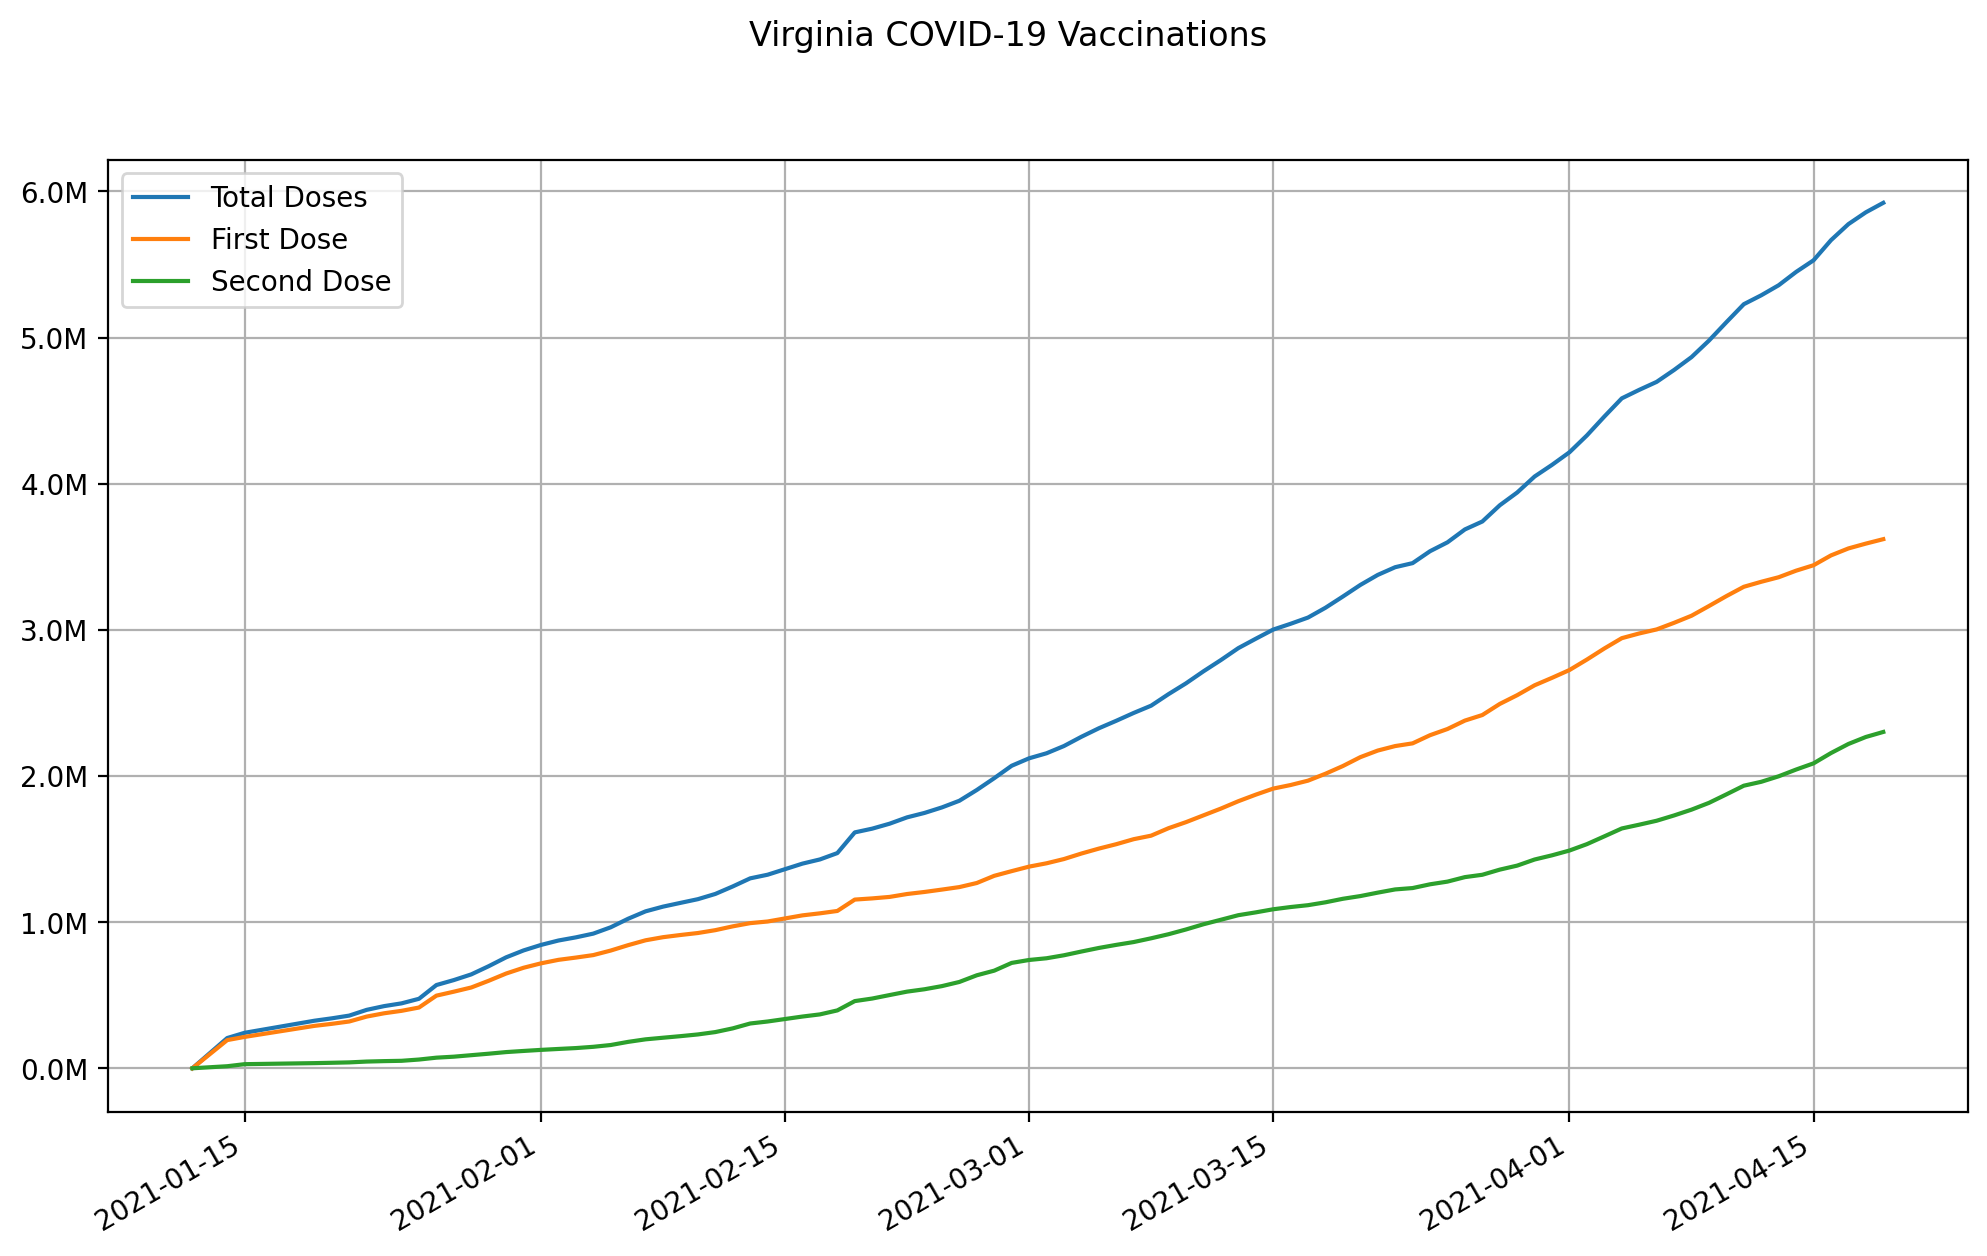 Virginia COVID-19 Vaccinations
Total Doses
First Dose
Second Dose
6.0M
5.0M
4.0M
3.0M
2.0M
1.0M
0.0M
2021-01-15
2021-02-01
2021-02-15
2021-03-01
2021-03-15
2021-04-01
2021-04-15